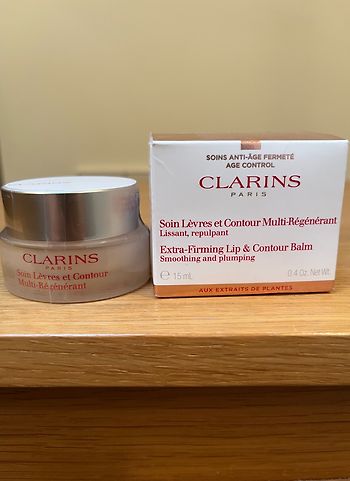 CLARINS
PARIS
Soin Lèvres et Contour
Multi-Régénérant
SOINS ANTI-ÂGE FERMETÉ
AGE CONTROL
CLARINS
PARIS
Soin Lèvres et Contour Multi-Régénérant
Lissant, repulpant
Extra-Firming Lip & Contour Balm
Smoothing and plumping
℮ 15 mL 0.4 Oz. Net Wt.
AUX EXTRAITS DE PLANTES